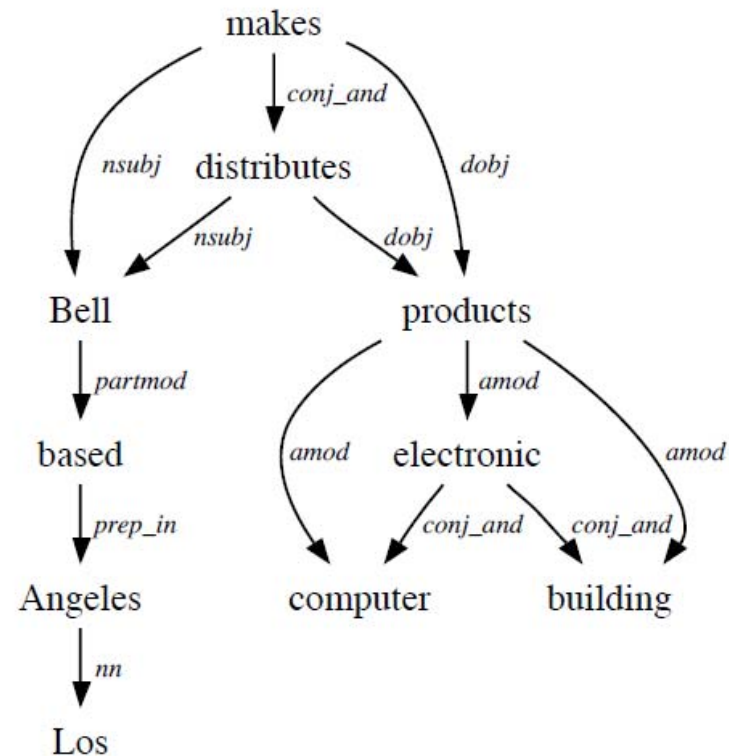 makes
conj_and
nsubj distributes dobj
nsubj dobj
Bell products
partmod amod
based amod electronic amod
prep_in conj_and conj_and
Angeles computer building
nn
Los